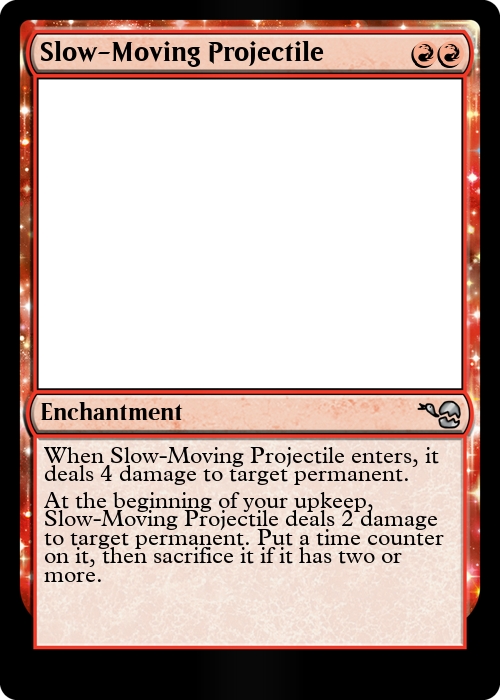 Slow-Moving Projectile
Enchantment
When Slow-Moving Projectile enters, it
deals 4 damage to target permanent.
At the beginning of your upkeep,
Slow-Moving Projectile deals 2 damage
to target permanent. Put a time counter
on it, then sacrifice it if it has two or
more.